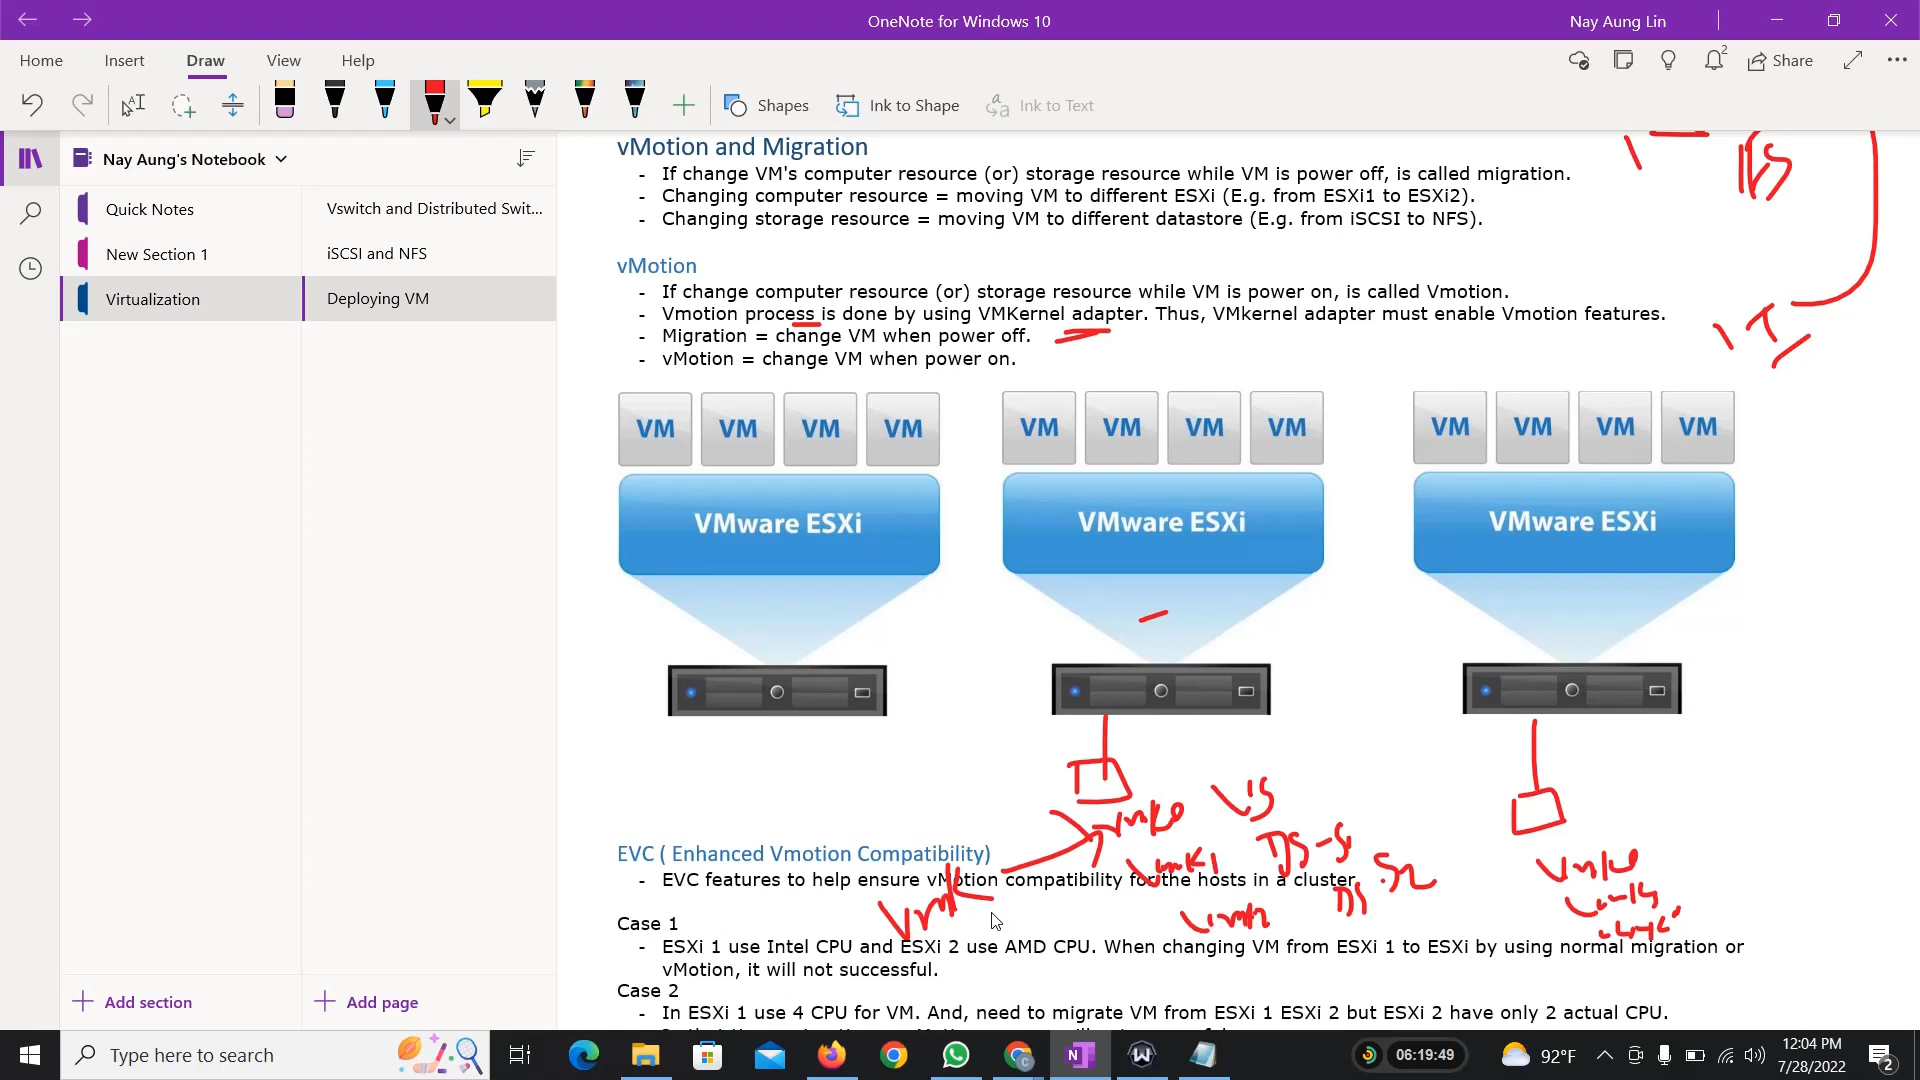 OneNote for Windows 10
Nay Aung Lin
Home Insert Draw View Help
2
Share
Shapes
Ink to Shape
Ink to Text
Nay Aung's Notebook
Quick Notes
New Section 1
Virtualization
Vswitch and Distributed Swit...
iSCSI and NFS
Deploying VM
vMotion and Migration
- If change VM's computer resource (or) storage resource while VM is power off, is called migration.
- Changing computer resource = moving VM to different ESXi (E.g. from ESXi1 to ESXi2).
- Changing storage resource = moving VM to different datastore (E.g. from iSCSI to NFS).
vMotion
- If change computer resource (or) storage resource while VM is power on, is called Vmotion.
- Vmotion process is done by using VMKernel adapter. Thus, VMkernel adapter must enable Vmotion features.
- Migration = change VM when power off.
- vMotion = change VM when power on.
VM VM VM VM
VMware ESXi
VM VM VM VM
VMware ESXi
VM VM VM VM
VMware ESXi
vmk0
VS
vmk1
Vmk0
vmk
EVC ( Enhanced Vmotion Compatibility)
- EVC features to help ensure vMotion compatibility for the hosts in a cluster.
Case 1
- ESXi 1 use Intel CPU and ESXi 2 use AMD CPU. When changing VM from ESXi 1 to ESXi by using normal migration or
vMotion, it will not successful.
Case 2
- In ESXi 1 use 4 CPU for VM. And, need to migrate VM from ESXi 1 ESXi 2 but ESXi 2 have only 2 actual CPU.
Add section
Add page
Type here to search
06:19:49
92°F
12:04 PM
7/28/2022
2